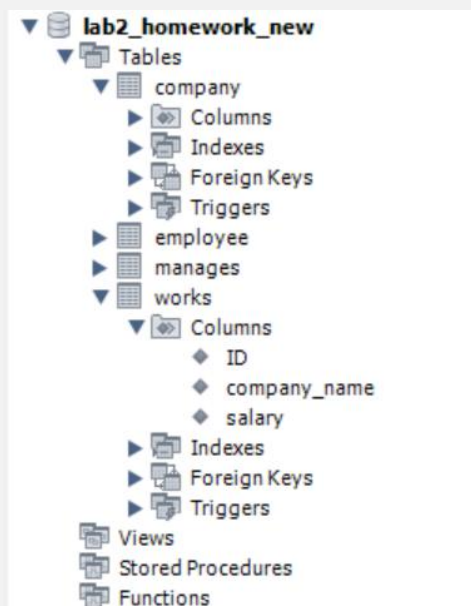 lab2_homework_new
Tables
company
Columns
Indexes
Foreign Keys
Triggers
employee
manages
works
Columns
ID
company_name
salary
Indexes
Foreign Keys
Triggers
Views
Stored Procedures
Functions